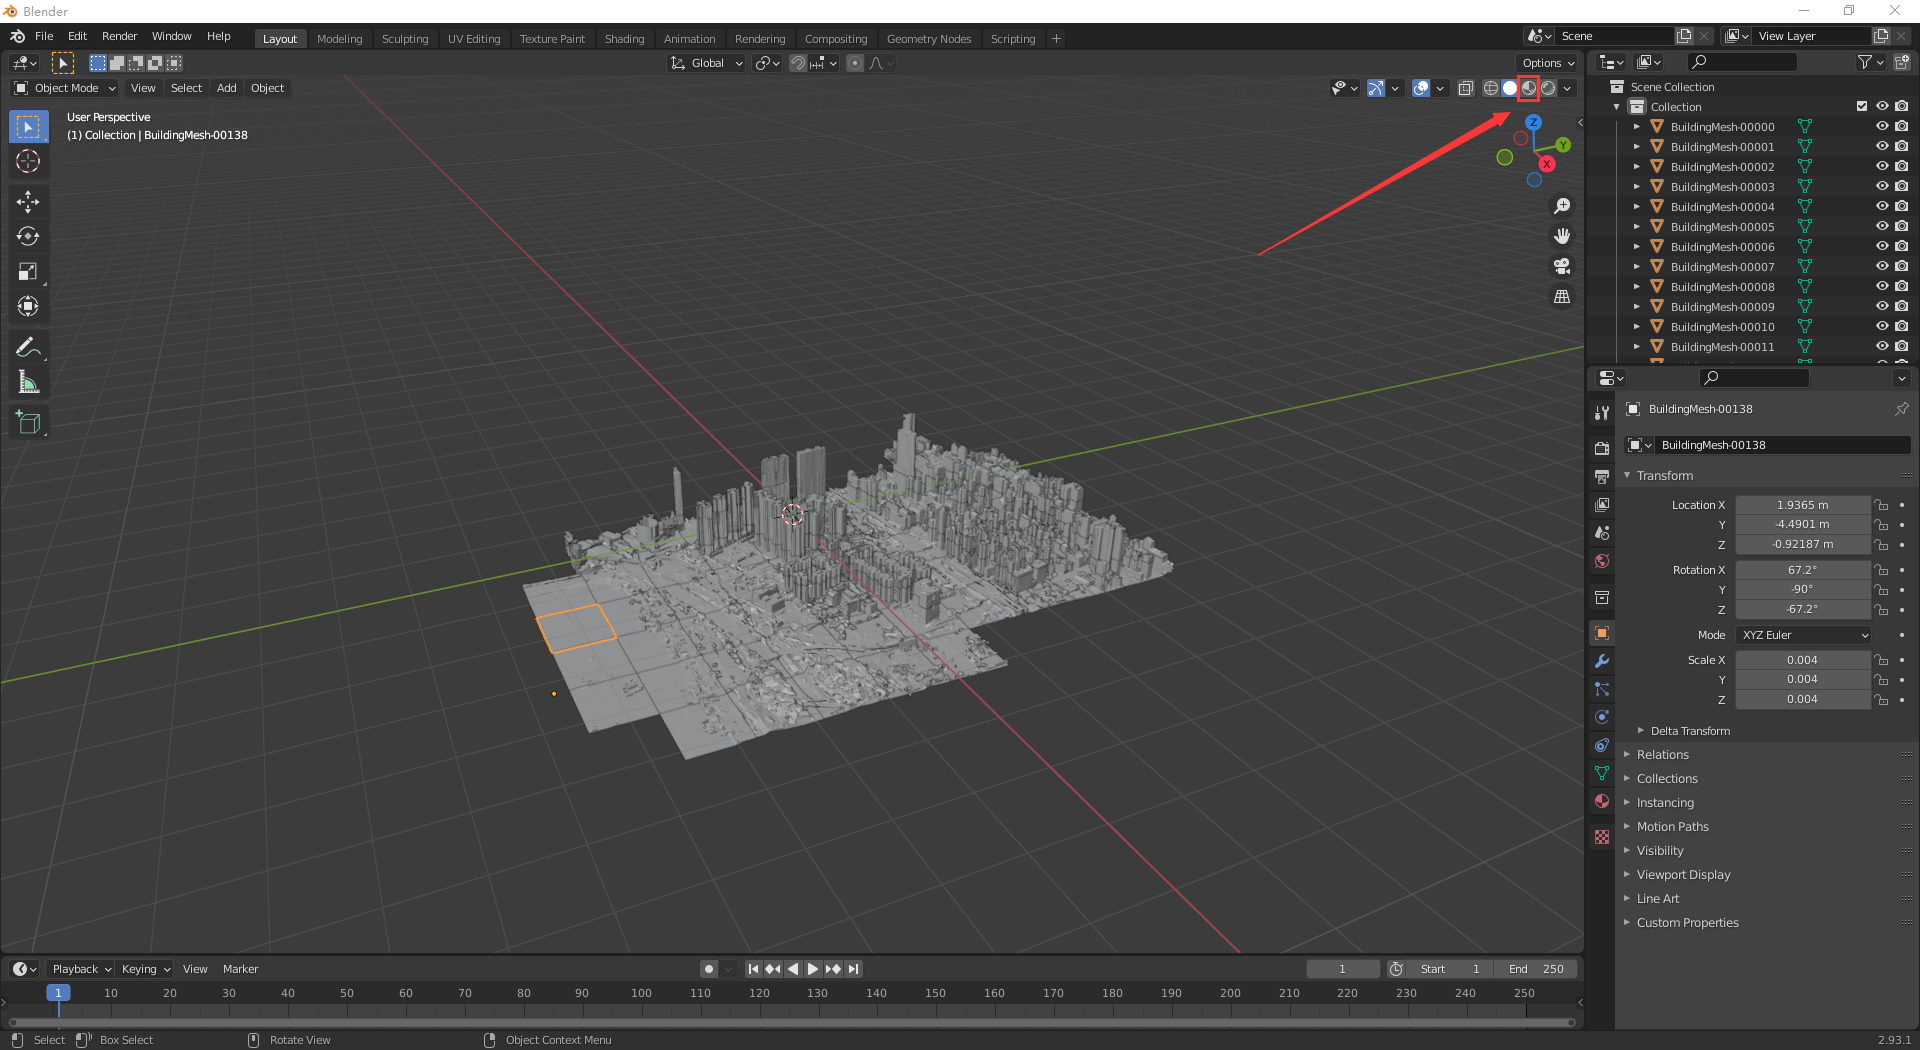 Blender
File Edit Render Window Help Layout Modeling Sculpting UV Editing Texture Paint Shading Animation Rendering Compositing Geometry Nodes Scripting + Scene View Layer
Global Options
Object Mode View Select Add Object
User Perspective
(1) Collection | BuildingMesh-00138
Z
Y
X
Scene Collection
Collection
BuildingMesh-00000
BuildingMesh-00001
BuildingMesh-00002
BuildingMesh-00003
BuildingMesh-00004
BuildingMesh-00005
BuildingMesh-00006
BuildingMesh-00007
BuildingMesh-00008
BuildingMesh-00009
BuildingMesh-00010
BuildingMesh-00011
BuildingMesh-00138
BuildingMesh-00138
Transform
Location X 1.9365 m
Y -4.4901 m
Z -0.92187 m
Rotation X 67.2°
Y -90°
Z -67.2°
Mode XYZ Euler
Scale X 0.004
Y 0.004
Z 0.004
Delta Transform
Relations
Collections
Instancing
Motion Paths
Visibility
Viewport Display
Line Art
Custom Properties
Playback Keying View Marker 1 Start 1 End 250
1 10 20 30 40 50 60 70 80 90 100 110 120 130 140 150 160 170 180 190 200 210 220 230 240 250
Select Box Select Rotate View Object Context Menu 2.93.1